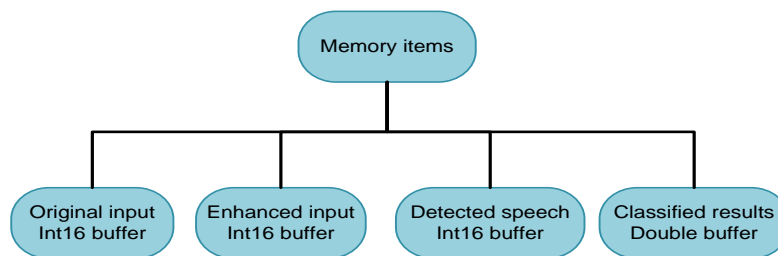 Memory items
Original input
Int16 buffer
Enhanced input
Int16 buffer
Detected speech
Int16 buffer
Classified results
Double buffer